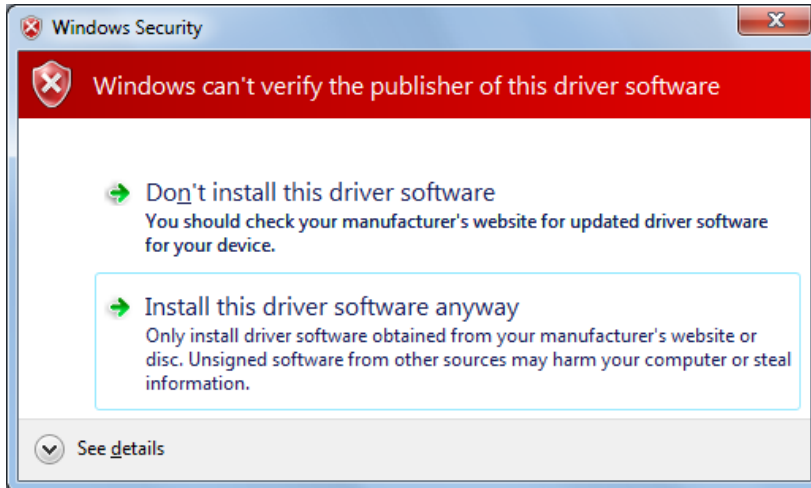 Windows Security
Windows can't verify the publisher of this driver software
Don't install this driver software
You should check your manufacturer's website for updated driver software
for your device.
Install this driver software anyway
Only install driver software obtained from your manufacturer's website or
disc. Unsigned software from other sources may harm your computer or steal
information.
See details